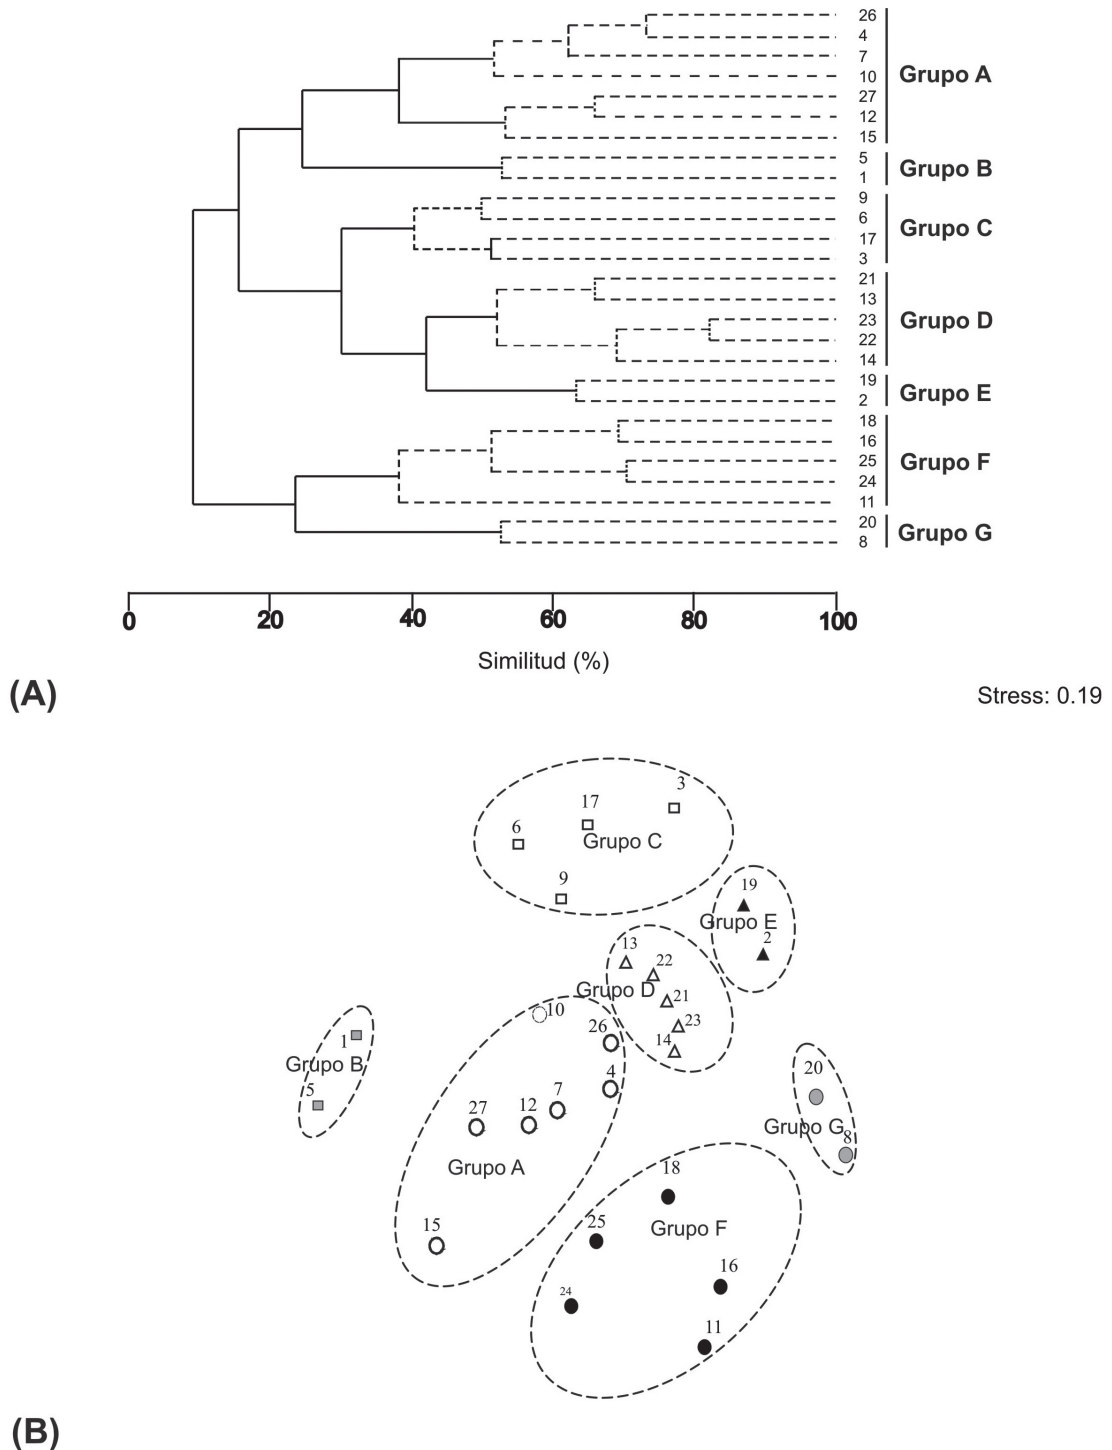 26
4
7
10
Grupo A
27
12
15
5
Grupo B
1
9
6
Grupo C
17
3
21
13
23
Grupo D
22
14
19
Grupo E
2
18
16
25
Grupo F
24
11
20
Grupo G
8
0 20 40 60 80 100
Similitud (%)
(A)
Stress: 0.19
3
17
6
Grupo C
9
19
Grupo E
2
13
22
Grupo D
21
10
23
26
14
1
Grupo B
5
20
4
7
27
12
Grupo G
8
Grupo A
18
15
25
Grupo F
16
24
11
(B)